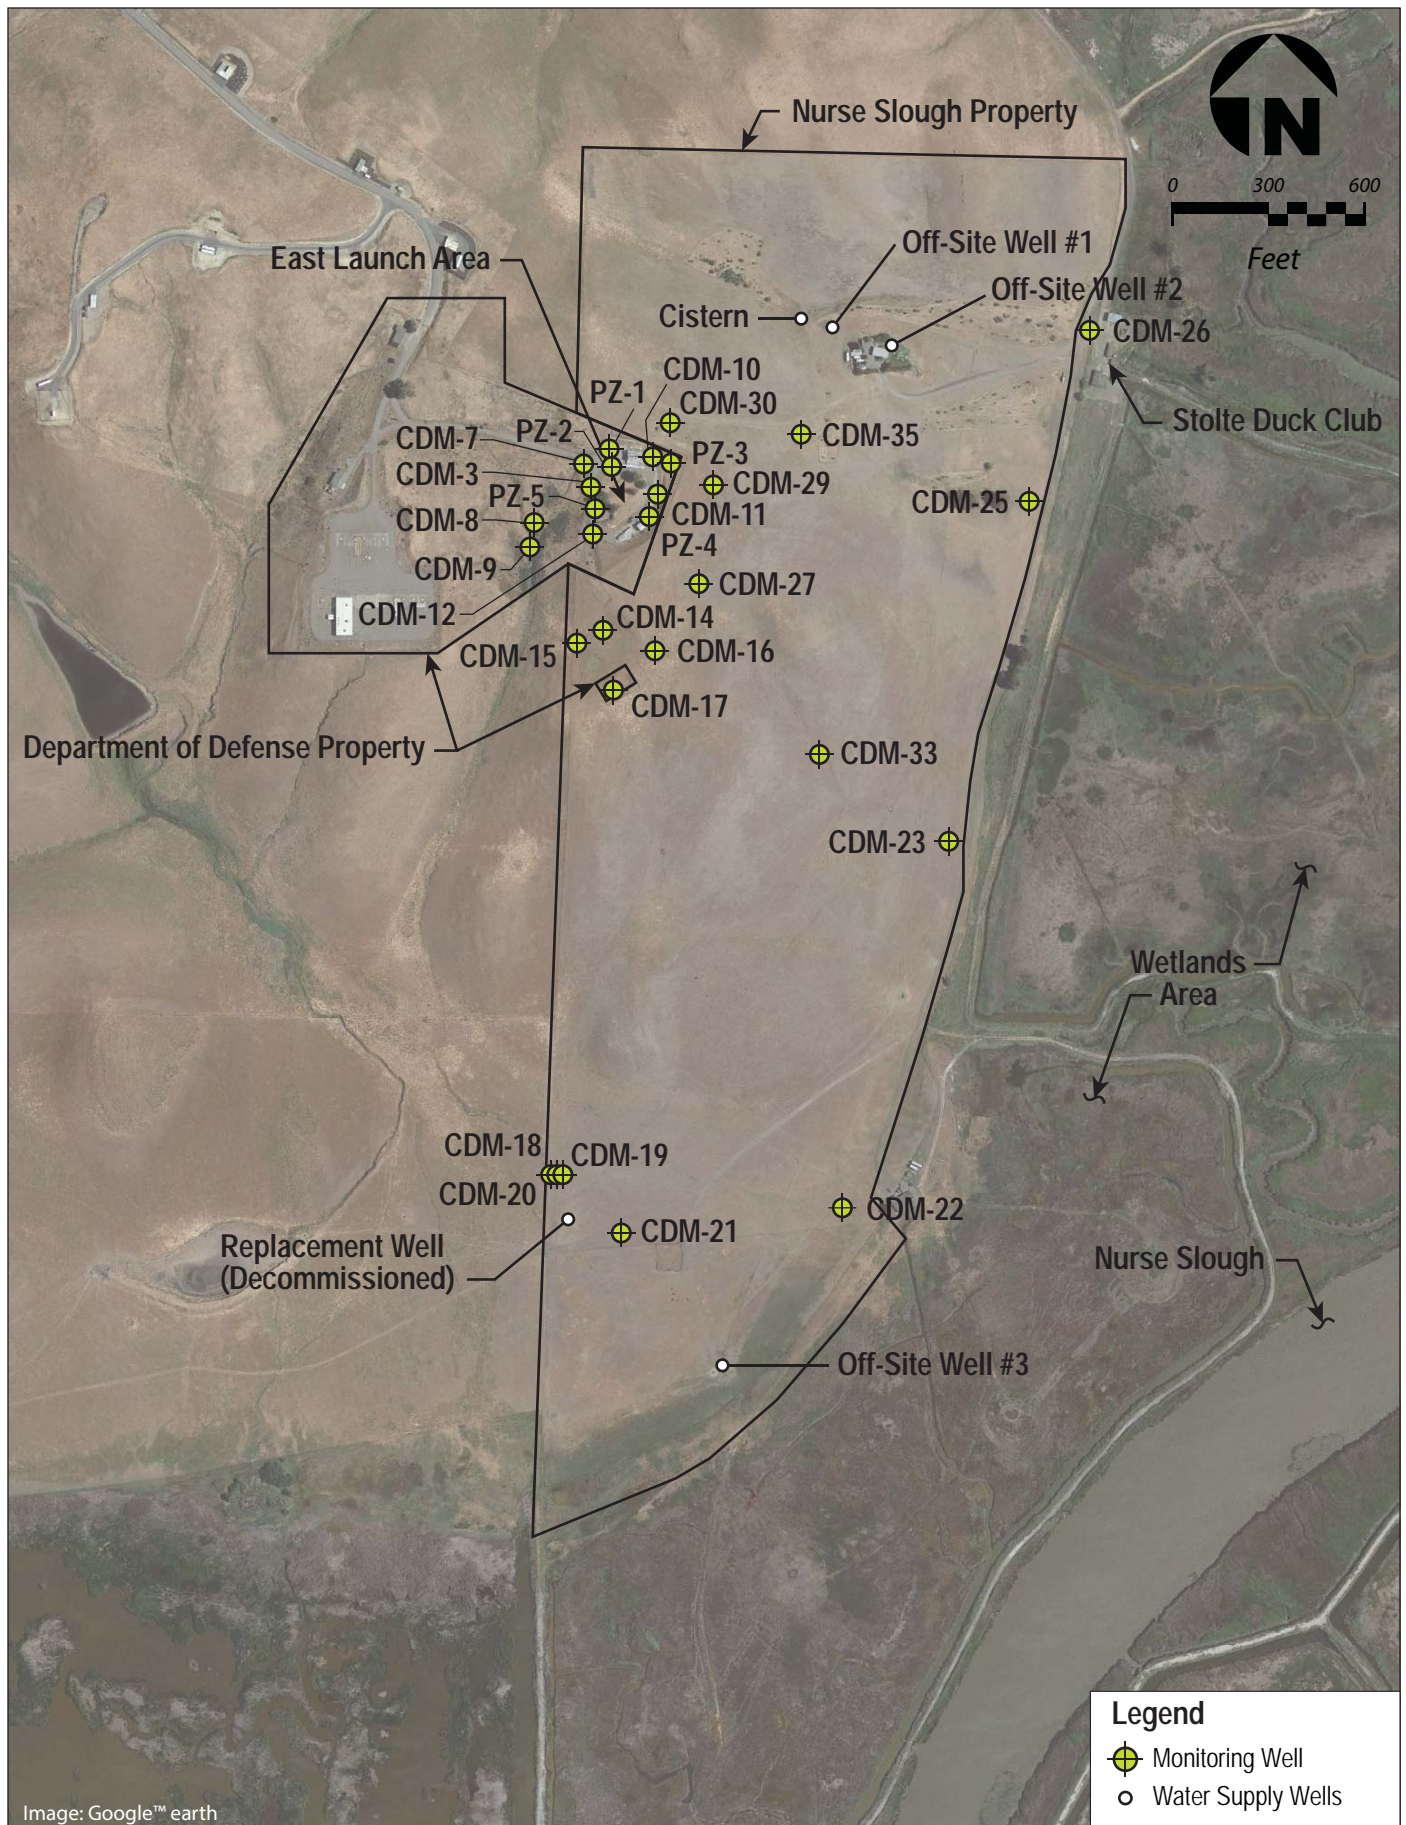 Nurse Slough Property
N
0 300 600
Feet
Off-Site Well #1
East Launch Area
Off-Site Well #2
Cistern
CDM-26
CDM-10
PZ-1
CDM-30
Stolte Duck Club
PZ-2
CDM-35
CDM-7
PZ-3
CDM-3
CDM-29
PZ-5
CDM-25
CDM-11
CDM-8
PZ-4
CDM-9
CDM-27
CDM-12
CDM-14
CDM-15
CDM-16
CDM-17
Department of Defense Property
CDM-33
CDM-23
Wetlands
Area
CDM-18
CDM-19
CDM-20
CDM-22
CDM-21
Replacement Well
(Decommissioned)
Nurse Slough
Off-Site Well #3
Legend
Monitoring Well
Water Supply Wells
Image: Google™ earth